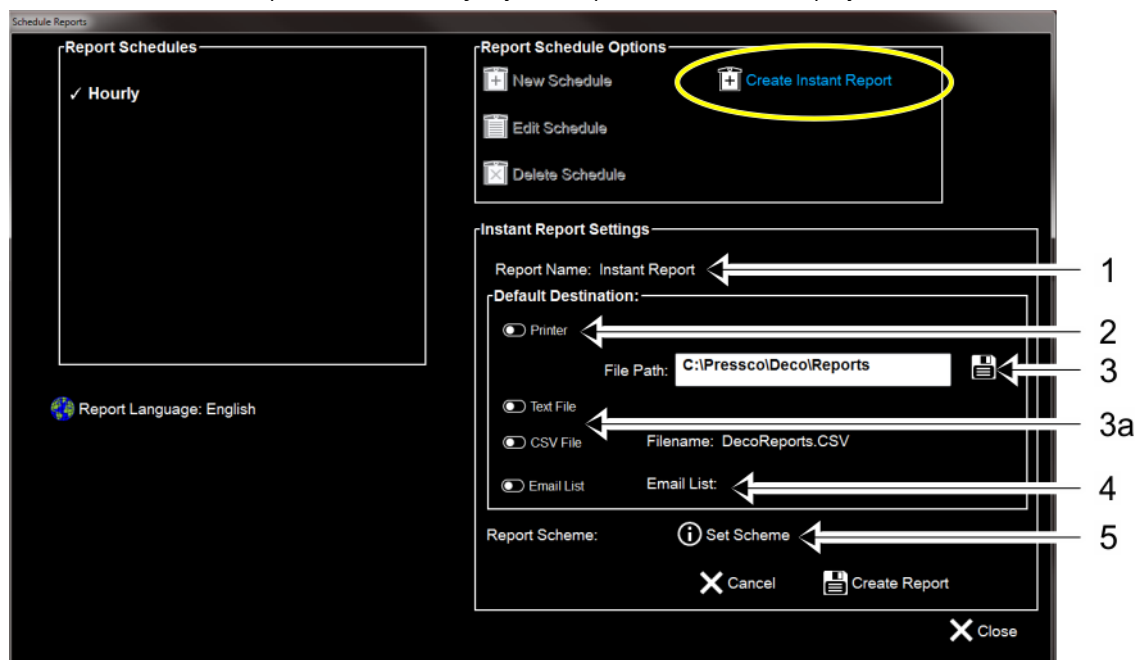 Schedule Reports
Report Schedules
✓ Hourly
Report Language: English
Report Schedule Options
New Schedule
Create Instant Report
Edit Schedule
Delete Schedule
Instant Report Settings
Report Name: Instant Report
1
Default Destination:
Printer
2
File Path: C:\Pressco\Deco\Reports
3
Text File
3a
CSV File Filename: DecoReports.CSV
Email List Email List:
4
Report Scheme: Set Scheme
5
Cancel Create Report
Close